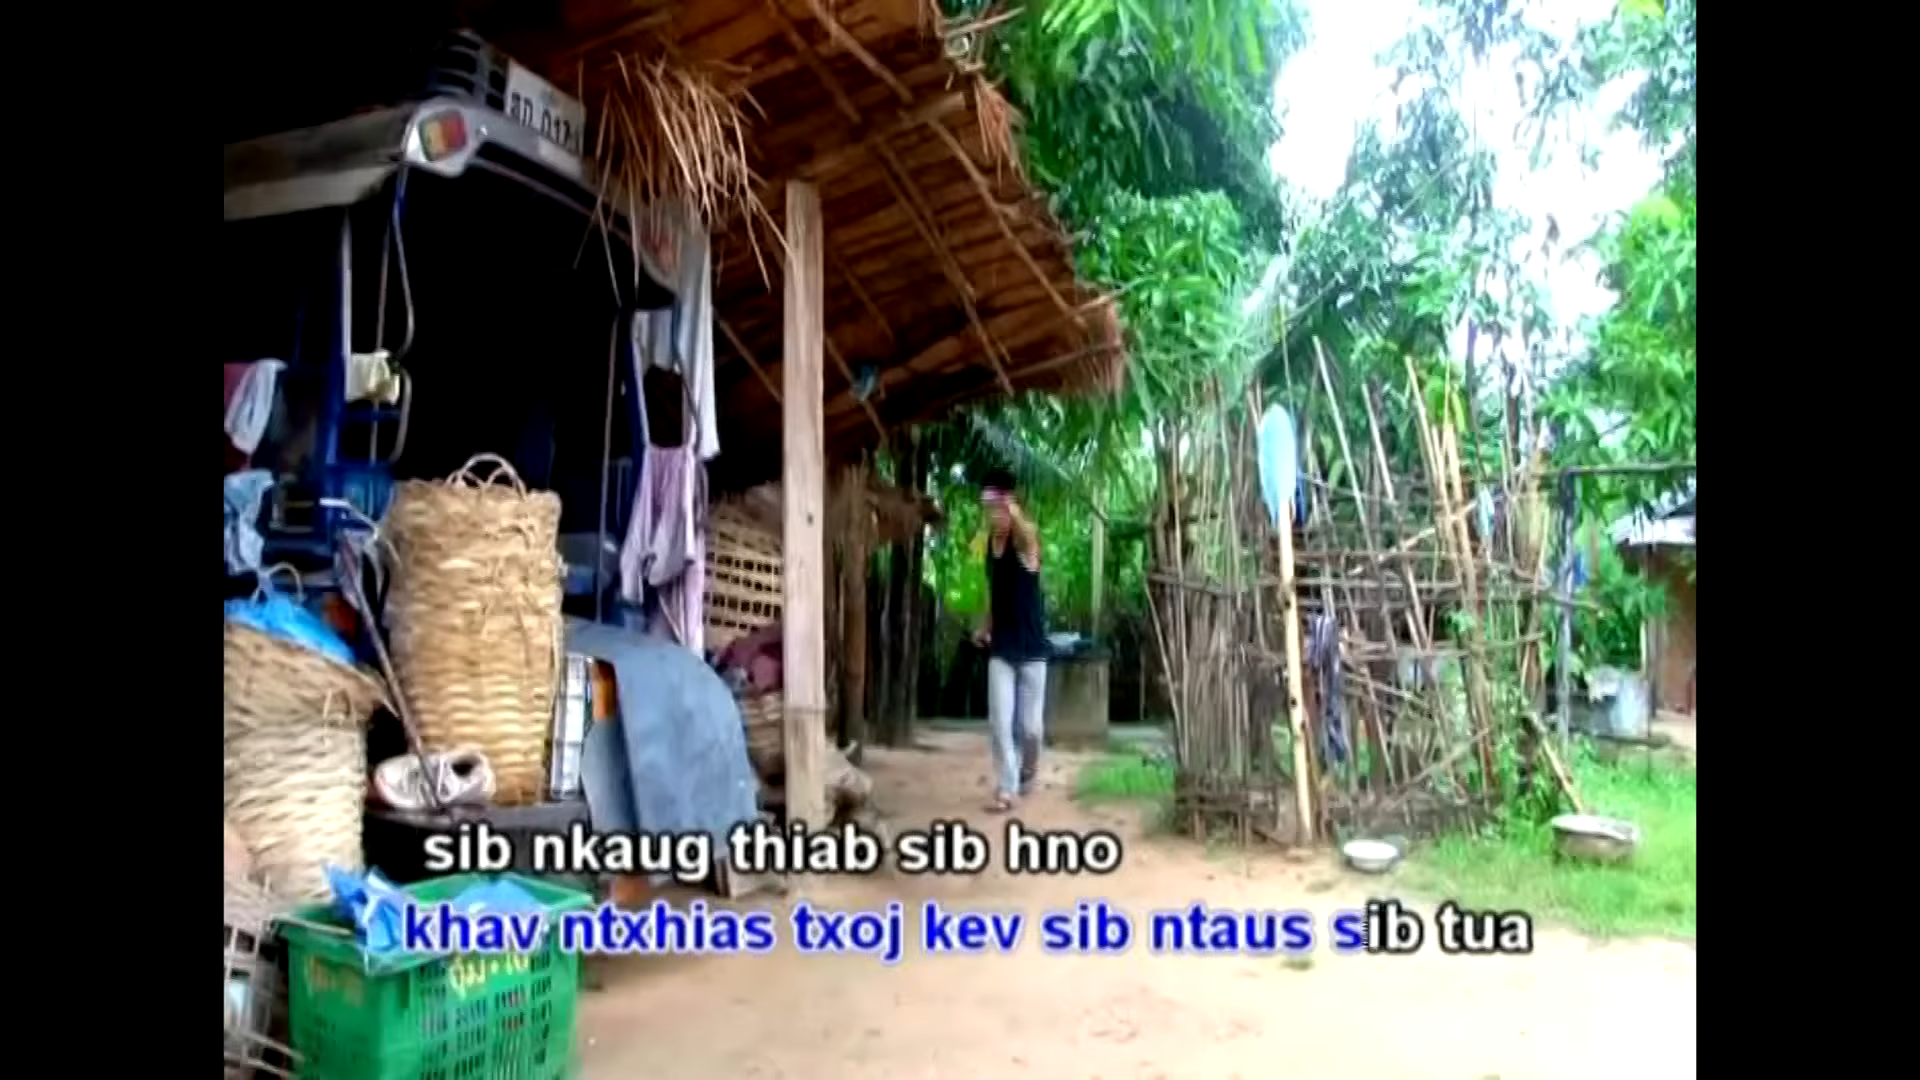 sib nkaug thiab sib hno
khav ntxhias txoj kev sib ntaus sib tua